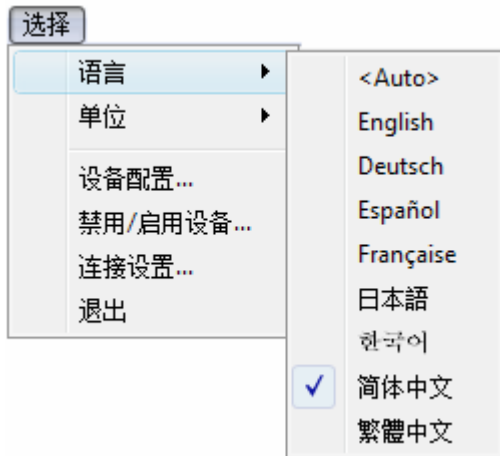 选择
语言
单位
设备配置...
禁用/启用设备...
连接设置...
退出
<Auto>
English
Deutsch
Español
Française
日本語
한국어
简体中文
繁體中文